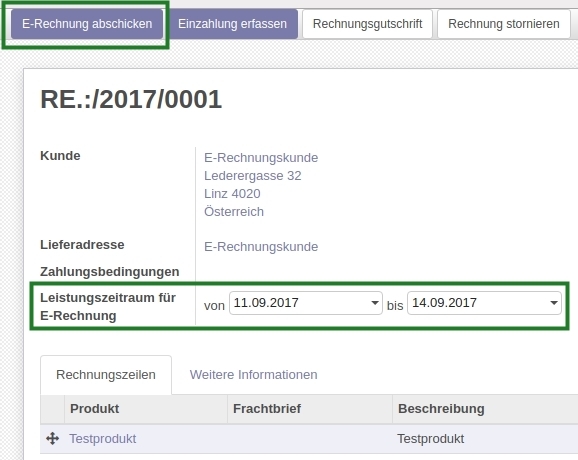 E-Rechnung abschicken Einzahlung erfassen Rechnungsgutschrift Rechnung stornieren
RE.:/2017/0001
Kunde E-Rechnungskunde
Lederergasse 32
Linz 4020
Österreich
Lieferadresse E-Rechnungskunde
Zahlungsbedingungen
Leistungszeitraum für
E-Rechnung von 11.09.2017 bis 14.09.2017
Rechnungszeilen Weitere Informationen
Produkt Frachtbrief Beschreibung
Testprodukt Testprodukt